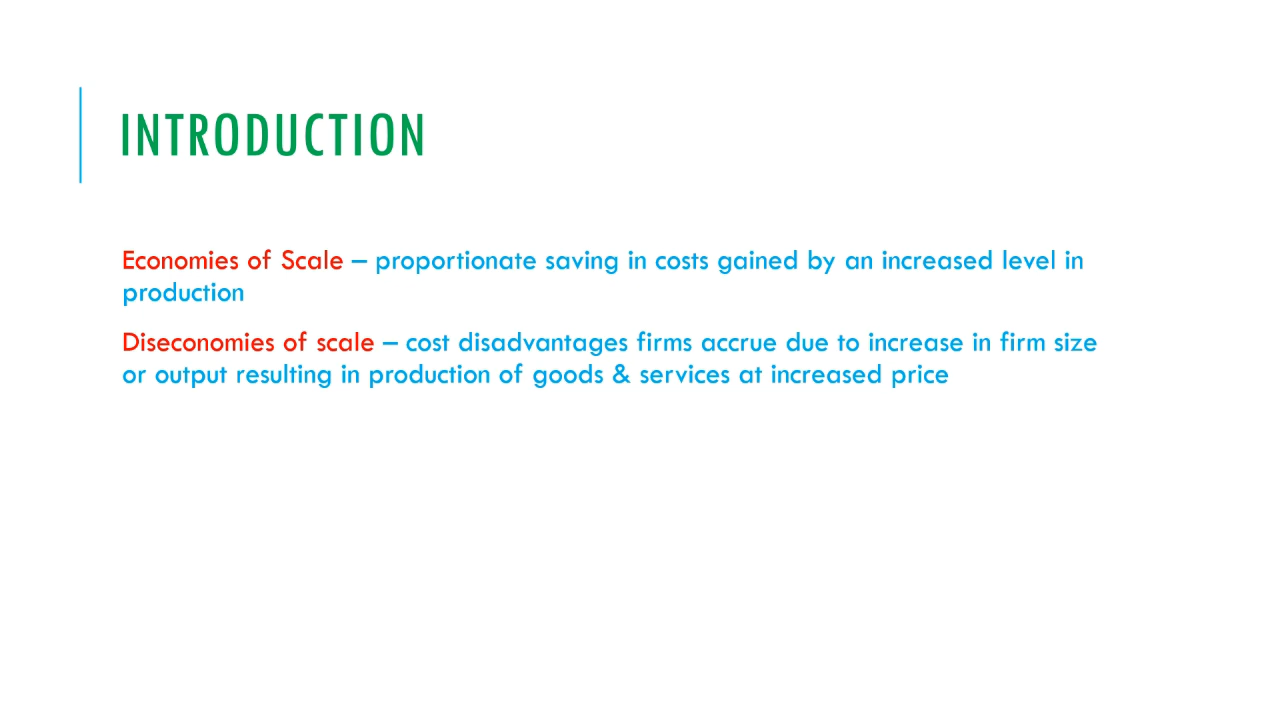 INTRODUCTION
Economies of Scale – proportionate saving in costs gained by an increased level in
production
Diseconomies of scale – cost disadvantages firms accrue due to increase in firm size
or output resulting in production of goods & services at increased price